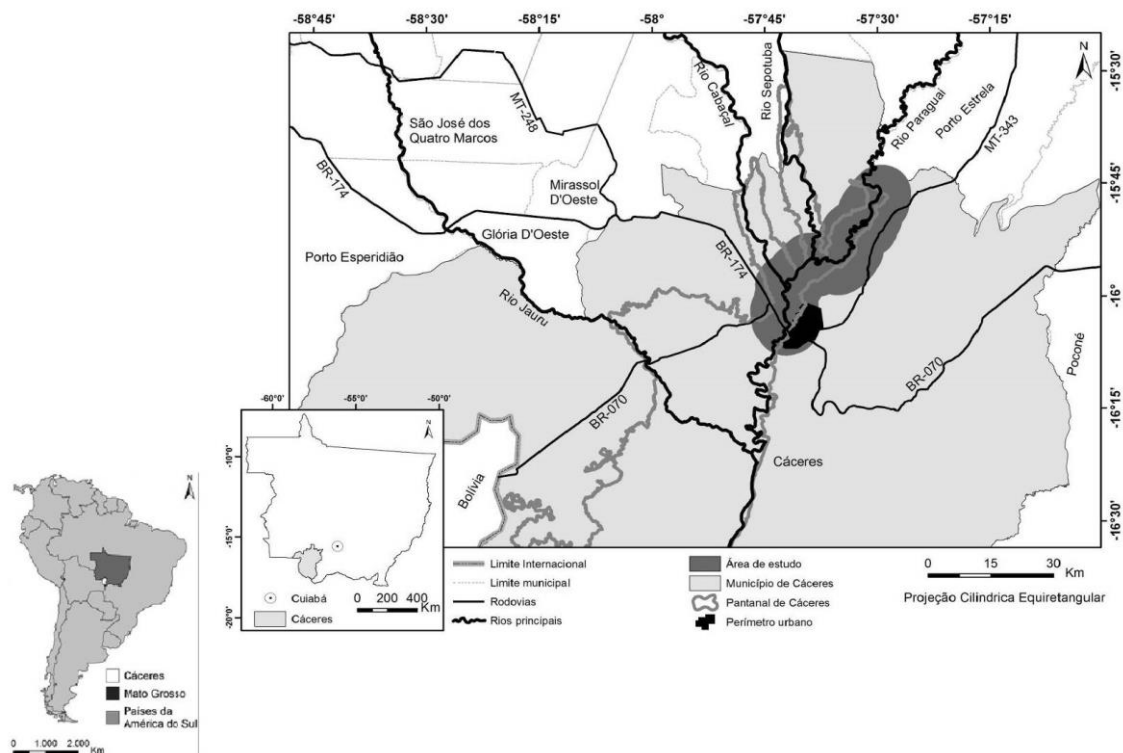 -58°45' -58°30' -58°15' -58° -57°45' -57°30' -57°15'
N
-15°30'
-15°45'
-16°
-16°15'
-16°30'
São José dos
Quatro Marcos
MT-248
BR-174
Mirassol
D'Oeste
Glória D'Oeste
Porto Esperidião
Rio Jauru
Rio Cabaçal
Rio Sepotuba
Rio Paraguai
Porto Estrela
MT-343
BR-174
BR-070
Poconé
BR-070
Cáceres
Bolívia
-60°0' -55°0' -50°0'
N
-10°0'
-15°0'
-20°0'
Cuiabá
0 200 400 Km
Cáceres
Limite Internacional
Limite municipal
Rodovias
Rios principais
Área de estudo
Município de Cáceres
Pantanal de Cáceres
Perímetro urbano
0 15 30
Km
Projeção Cilíndrica Equiretangular
N
Cáceres
Mato Grosso
Países da
América do Sul
0 1.000 2.000 Km